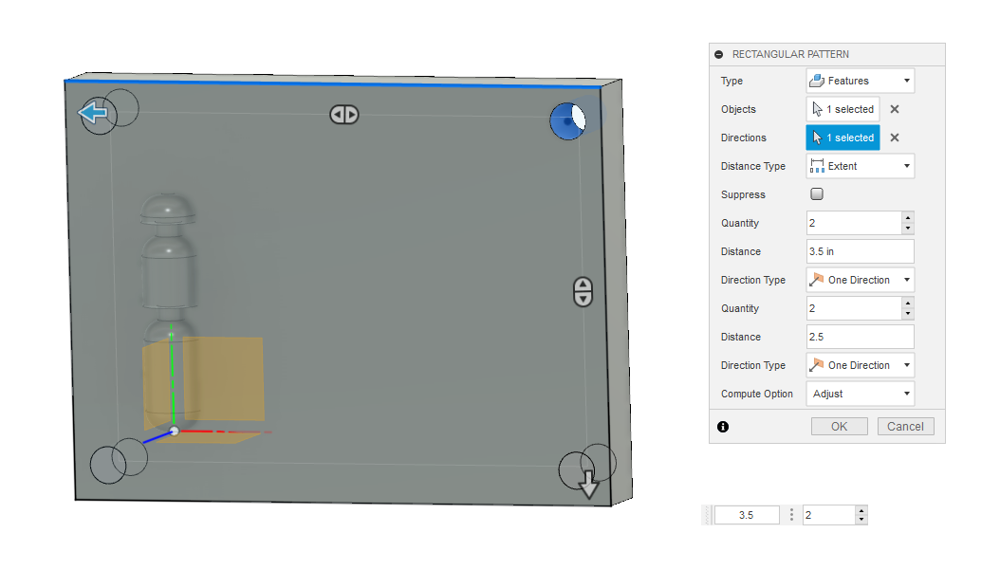 RECTANGULAR PATTERN
Type Features
Objects 1 selected
Directions 1 selected
Distance Type Extent
Suppress
Quantity 2
Distance 3.5 in
Direction Type One Direction
Quantity 2
Distance 2.5
Direction Type One Direction
Compute Option Adjust
OK Cancel
3.5 2